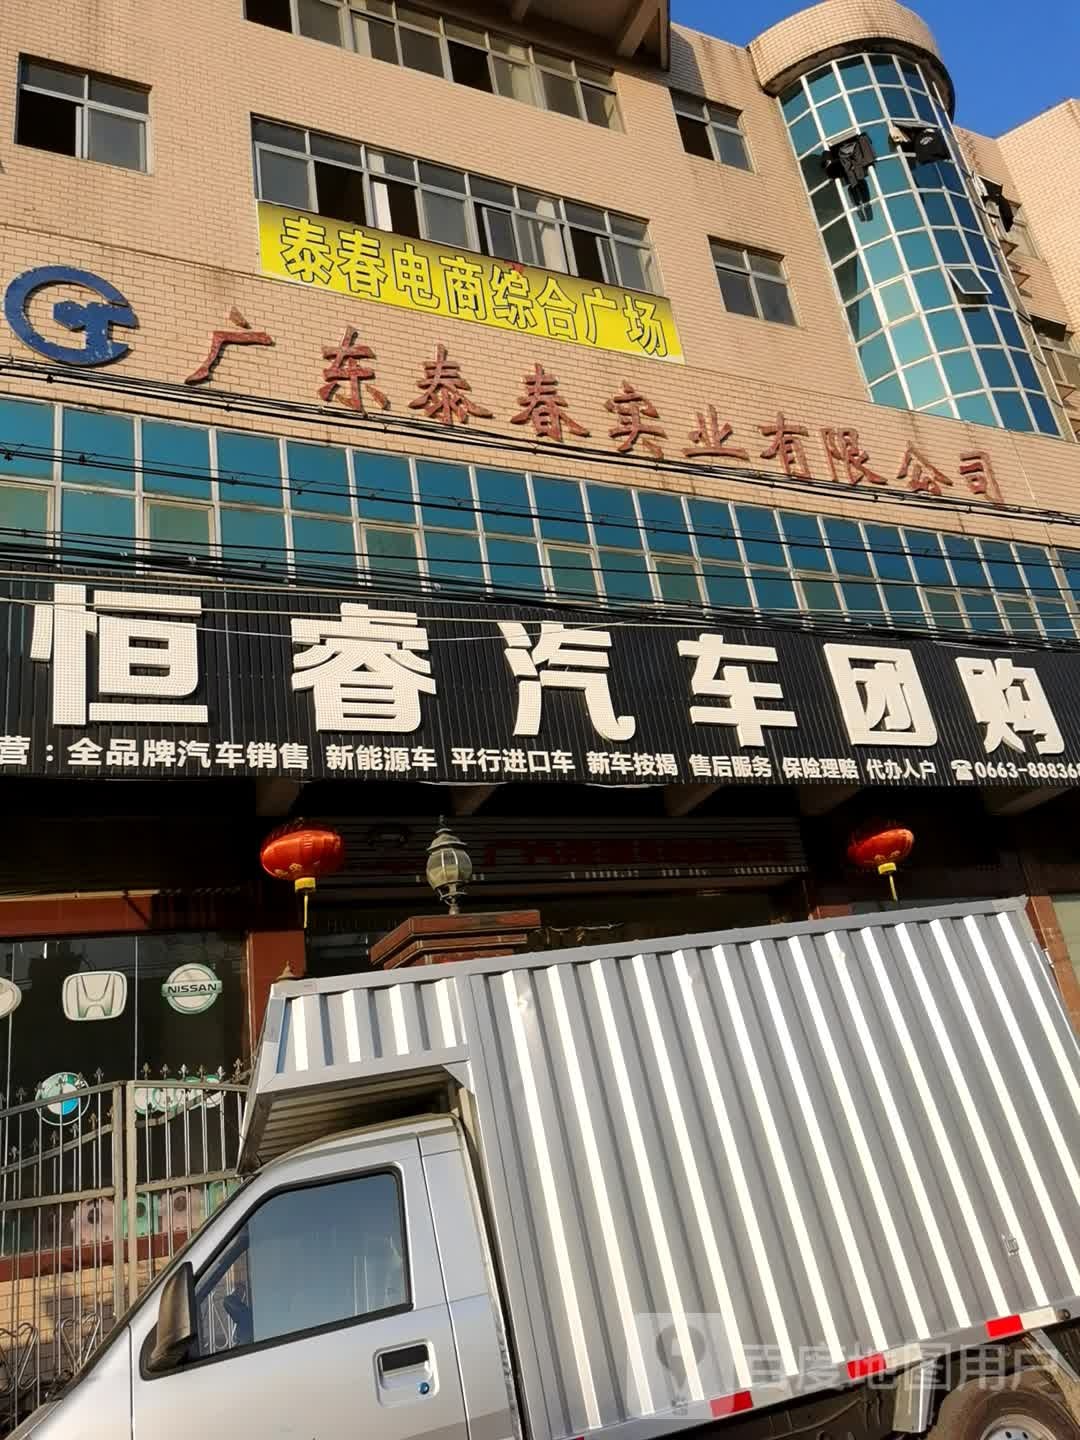 泰春电商综合广场
广东泰春实业有限公司
恒睿汽车团购
营：全品牌汽车销售 新能源车 平行进口车 新车按揭 售后服务 保险理赔 代办入户 ☎0663-888368
NISSAN
百度地图用户